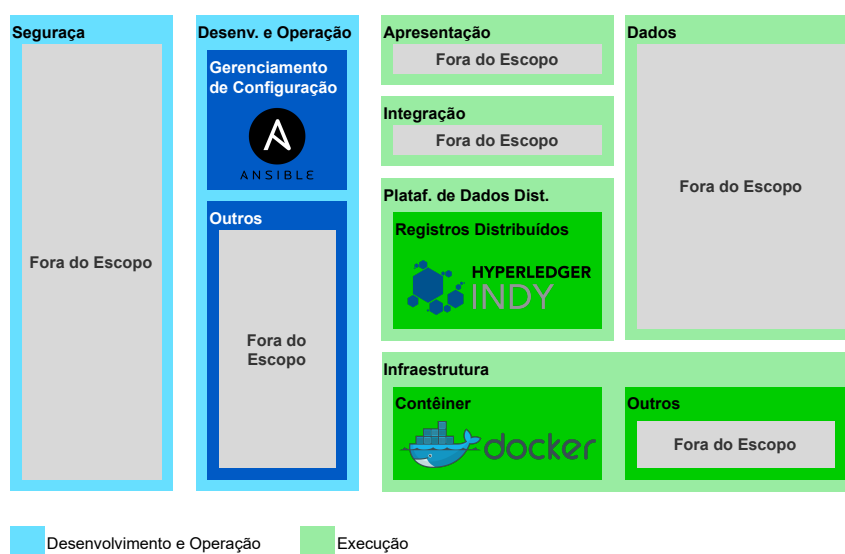 Seguraça
Fora do Escopo
Desenv. e Operação
Gerenciamento
de Configuração
ANSIBLE
Outros
Fora do
Escopo
Apresentação
Fora do Escopo
Integração
Fora do Escopo
Plataf. de Dados Dist.
Registros Distribuídos
HYPERLEDGER
INDY
Dados
Fora do Escopo
Infraestrutura
Contêiner
docker
Outros
Fora do Escopo
Desenvolvimento e Operação
Execução